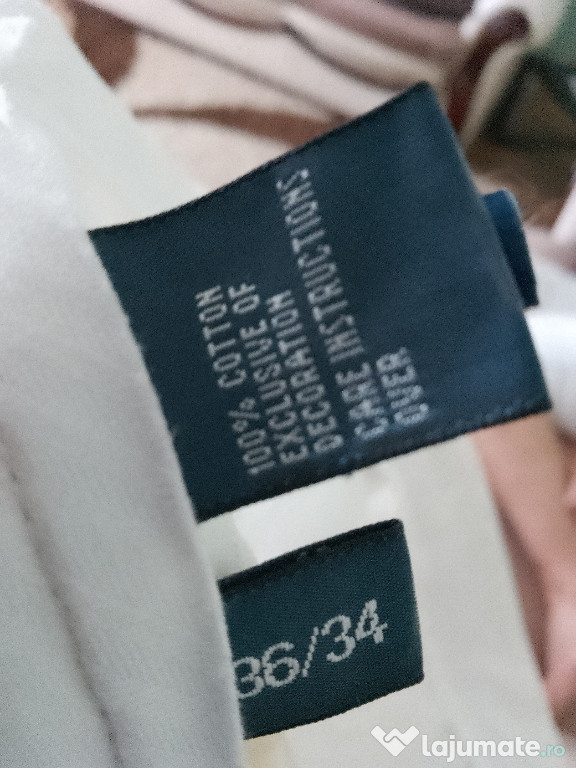 100% COTTON
EXCLUSIVE OF
DECORATION
CARE INSTRUCTIONS
OVER
36/34
lajumate.ro